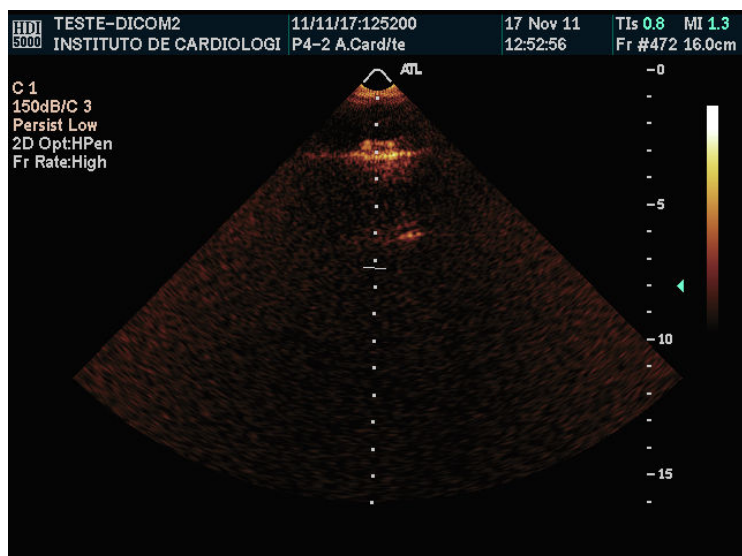 HDI 5000
TESTE-DICOM2
INSTITUTO DE CARDIOLOGI
11/11/17:125200
P4-2 A.Card/te
17 Nov 11
12:52:56
TIs 0.8 MI 1.3
Fr #472 16.0cm
ATL
C 1
150dB/C 3
Persist Low
2D Opt:HPen
Fr Rate:High
0
5
10
15